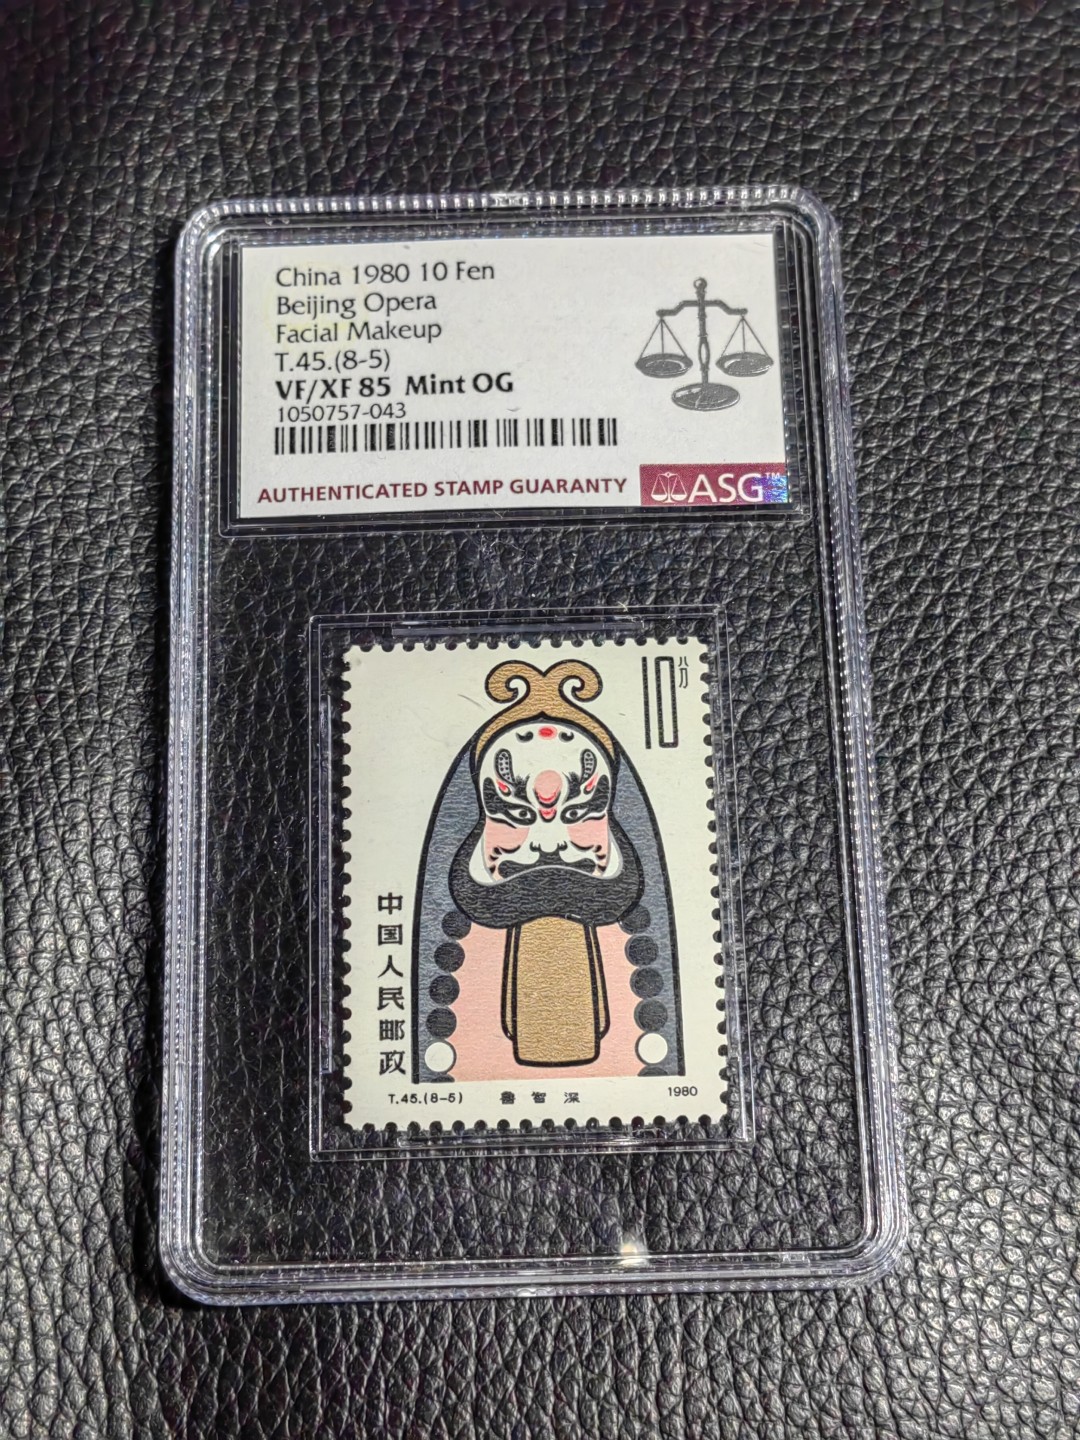 China 1980 10 Fen
Beijing Opera
Facial Makeup
T.45.(8-5)
VF/XF 85 Mint OG
1050757-043
AUTHENTICATED STAMP GUARANTY
ASG™
10分
中国人民邮政
T.45.(8-5) 鲁智深 1980